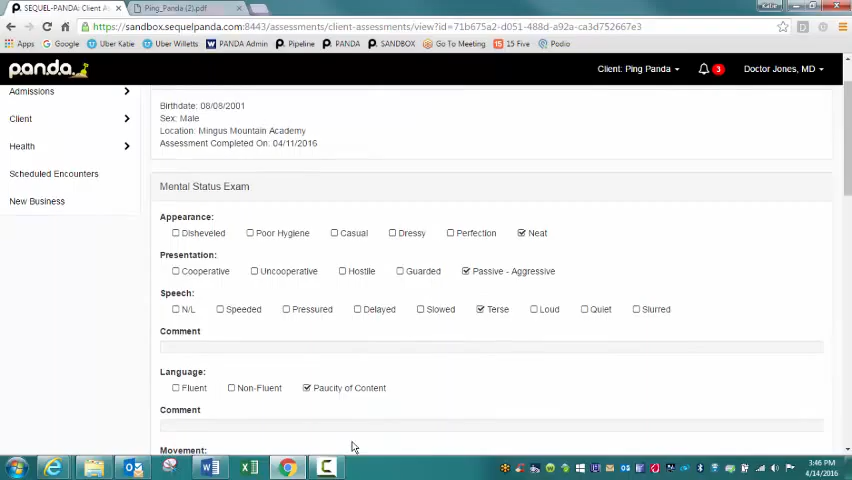 SEQUEL-PANDA: Client A:
Ping_Panda (2).pdf
Katie
https://sandbox.sequelpanda.com:8443/assessments/client-assessments/view?id=71b675a2-d051-488d-a92a-ca3d752667e3
Apps Google Uber Katie Uber Willetts PANDA Admin Pipeline PANDA SANDBOX Go To Meeting 15 Five Podio
p.a.n.d.a. Client: Ping Panda 3 Doctor Jones, MD
Admissions
Client
Health
Scheduled Encounters
New Business
Birthdate: 08/08/2001
Sex: Male
Location: Mingus Mountain Academy
Assessment Completed On: 04/11/2016
Mental Status Exam
Appearance:
Disheveled Poor Hygiene Casual Dressy Perfection Neat
Presentation:
Cooperative Uncooperative Hostile Guarded Passive - Aggressive
Speech:
N/L Speeded Pressured Delayed Slowed Terse Loud Quiet Slurred
Comment
Language:
Fluent Non-Fluent Paucity of Content
Comment
Movement:
3:46 PM
4/14/2016